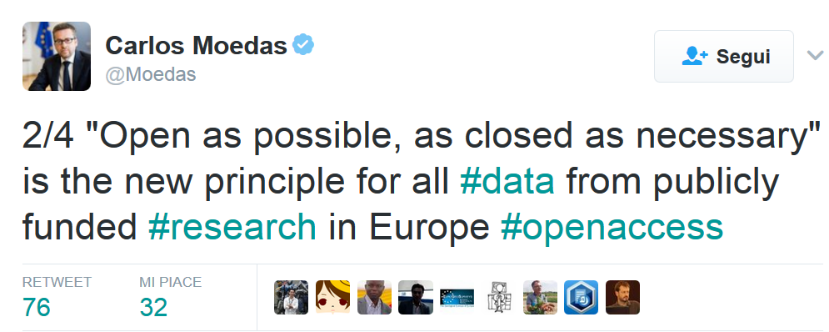 Carlos Moedas
@Moedas
Segui
2/4 "Open as possible, as closed as necessary"
is the new principle for all #data from publicly
funded #research in Europe #openaccess
RETWEET MI PIACE
76 32